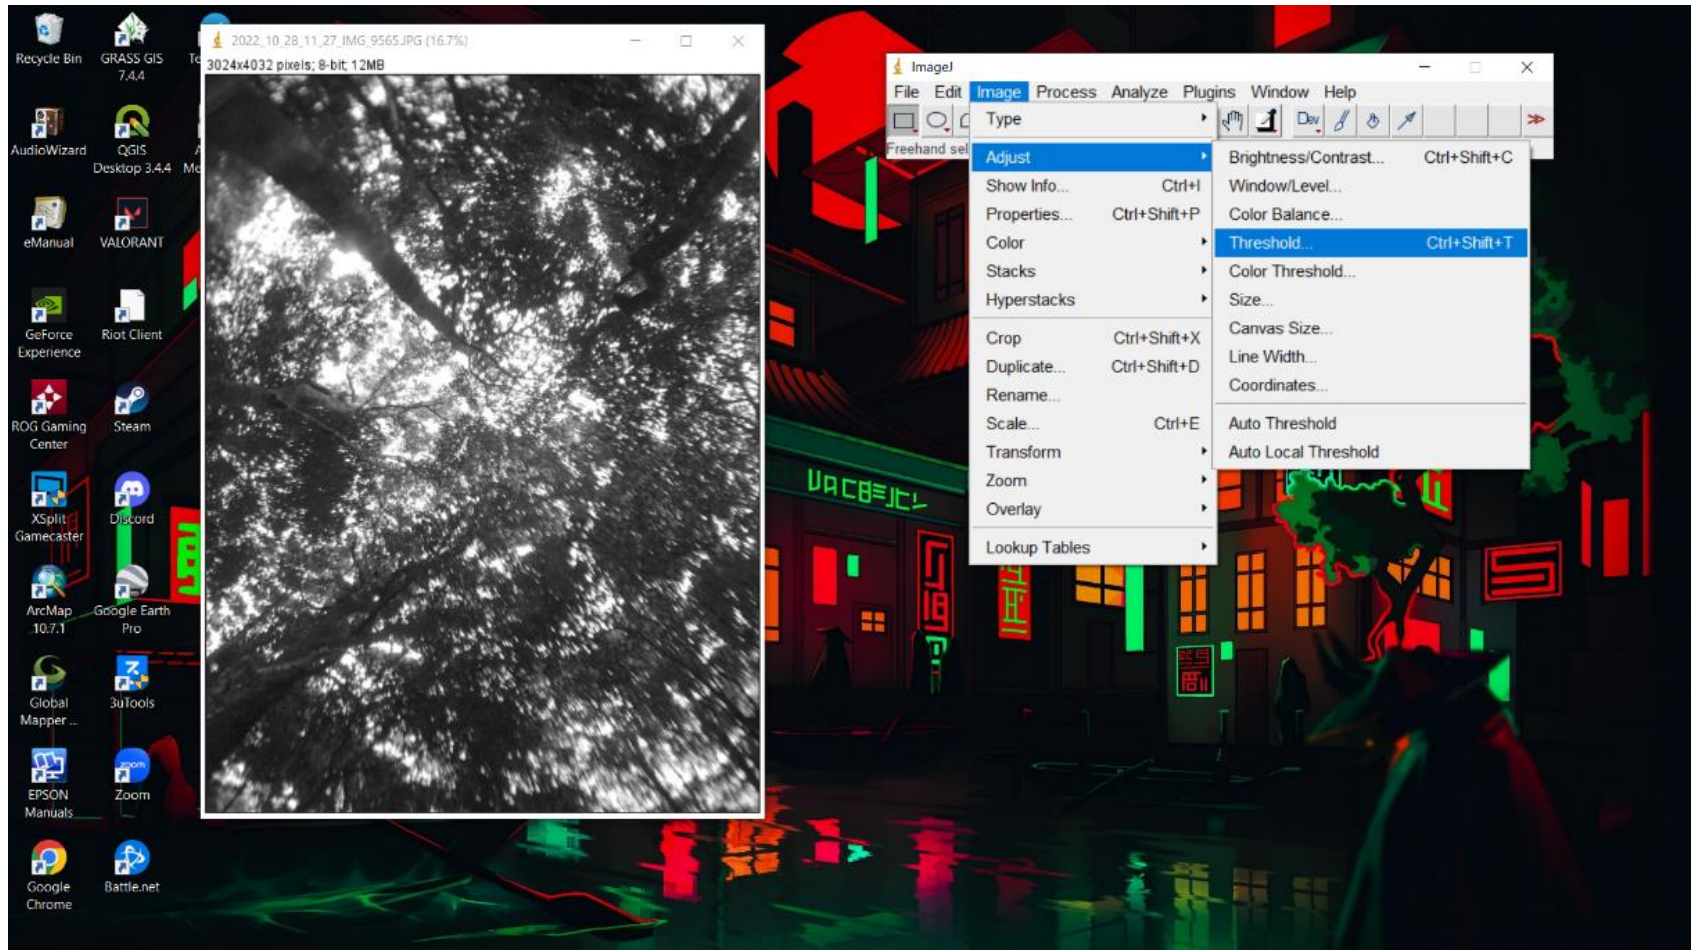 Recycle Bin
GRASS GIS
7.4.4
AudioWizard
QGIS
Desktop 3.4.4
eManual
VALORANT
GeForce
Experience
Riot Client
ROG Gaming
Center
Steam
XSplit
Gamecaster
Discord
ArcMap
10.7.1
Google Earth
Pro
Global
Mapper ...
3uTools
EPSON
Manuals
zoom
Zoom
Google
Chrome
Battle.net
2022_10_28_11_27_IMG_9565.JPG (16.7%)
3024x4032 pixels; 8-bit; 12MB
ImageJ
File Edit Image Process Analyze Plugins Window Help
Dev
Freehand sel
Type
Adjust
Show Info... Ctrl+I
Properties... Ctrl+Shift+P
Color
Stacks
Hyperstacks
Crop Ctrl+Shift+X
Duplicate... Ctrl+Shift+D
Rename...
Scale... Ctrl+E
Transform
Zoom
Overlay
Lookup Tables
Brightness/Contrast... Ctrl+Shift+C
Window/Level...
Color Balance...
Threshold... Ctrl+Shift+T
Color Threshold...
Size...
Canvas Size...
Line Width...
Coordinates...
Auto Threshold
Auto Local Threshold